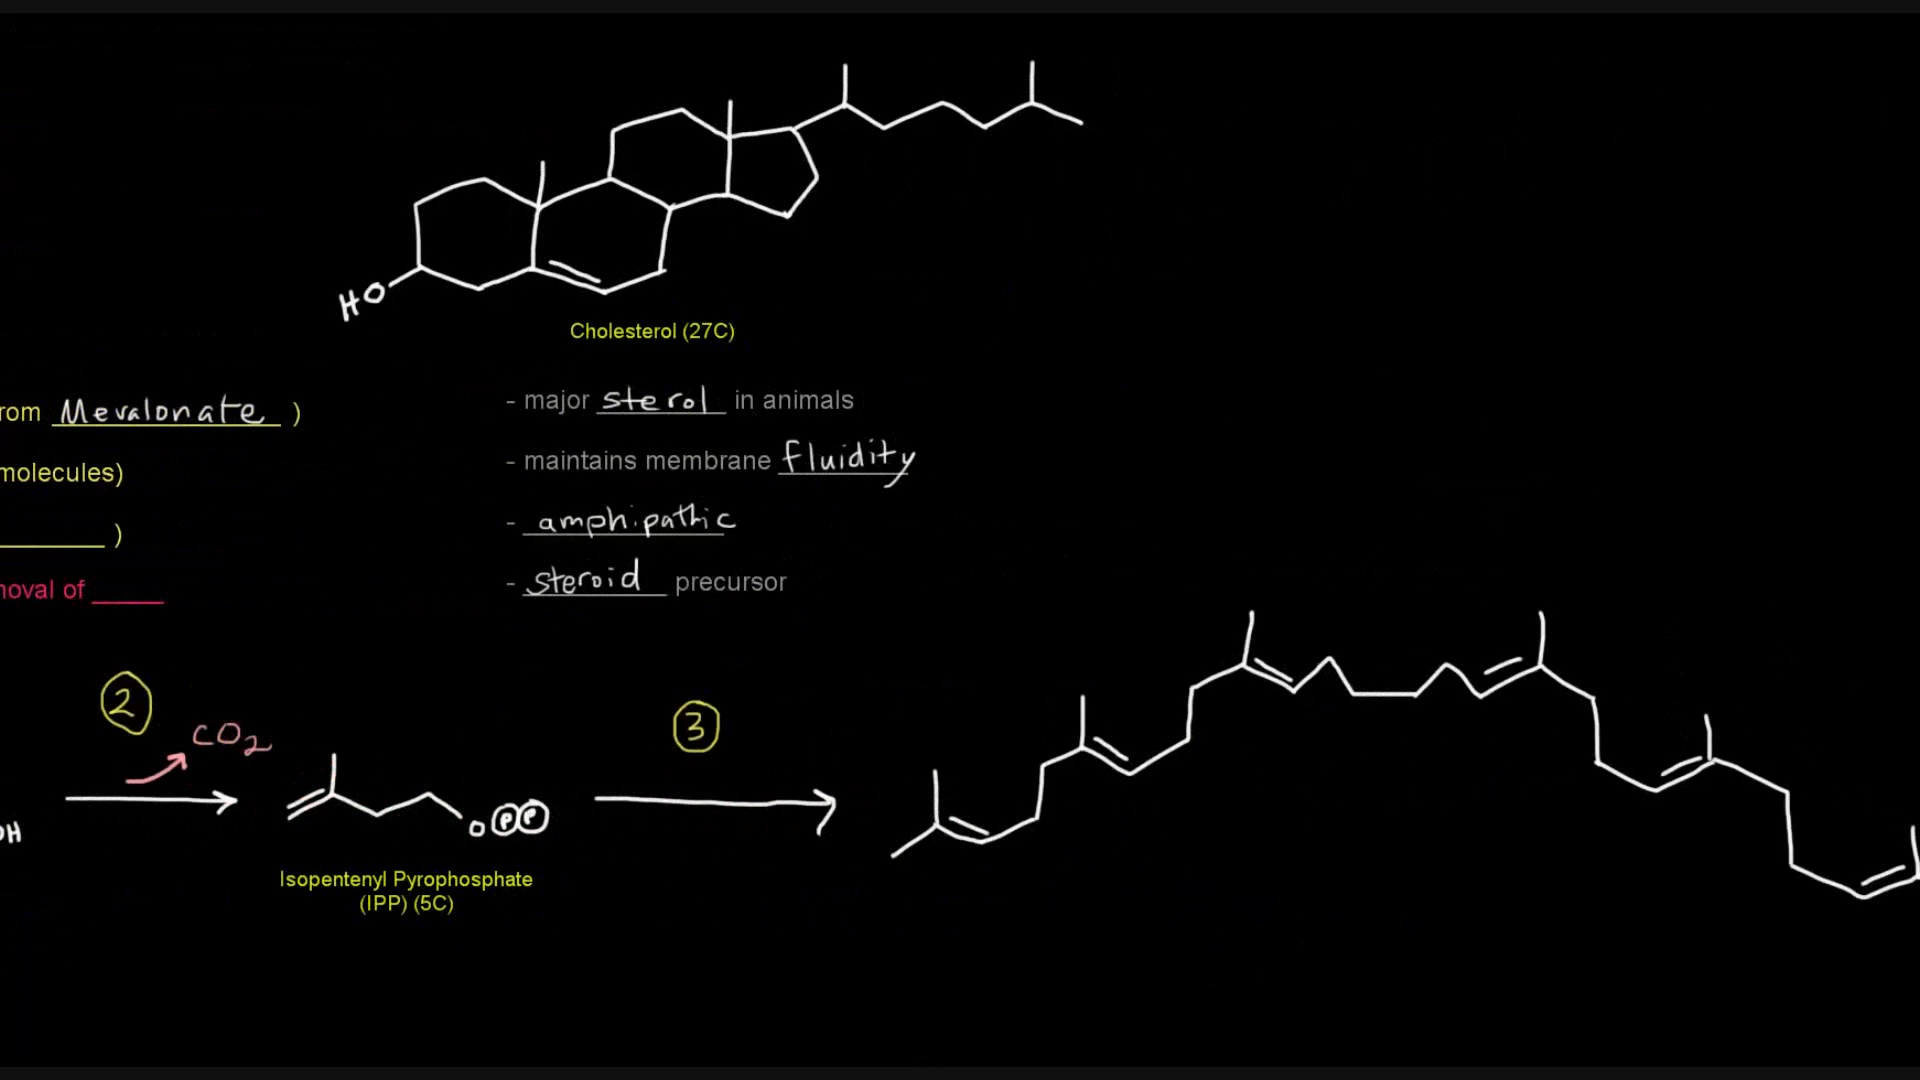 HO
Cholesterol (27C)
rom Mevalonate )
- major sterol in animals
molecules)
- maintains membrane fluidity
)
- amphipathic
noval of
- steroid precursor
2
CO2
3
OH
O P P
Isopentenyl Pyrophosphate
(IPP) (5C)